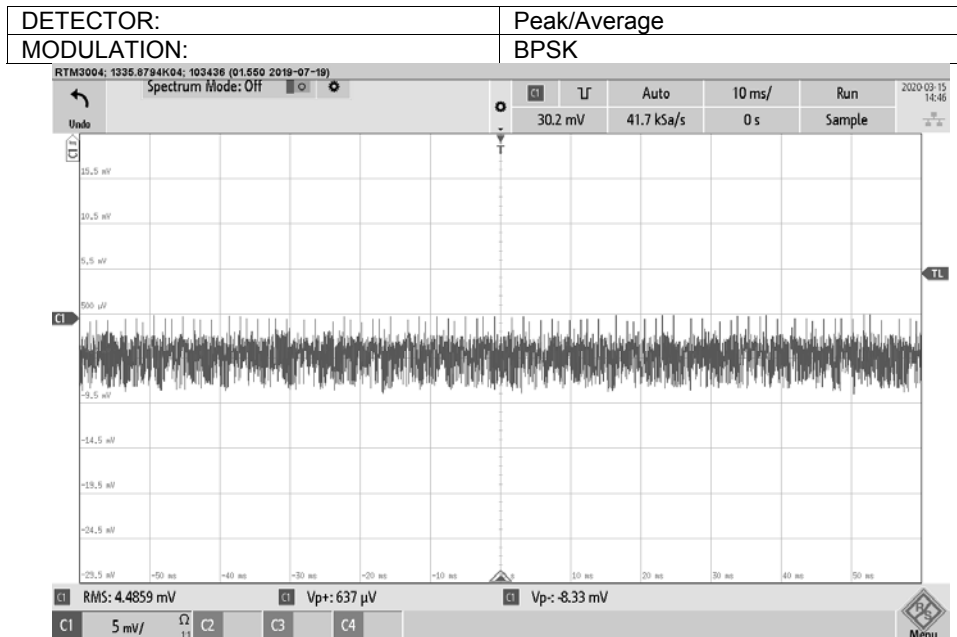 DETECTOR: Peak/Average
MODULATION: BPSK
RTM3004; 1335.8794K04; 103436 (01.550 2019-07-19)
Undo
Spectrum Mode: Off
C1 Auto 10 ms/ Run
30.2 mV 41.7 kSa/s 0 s Sample
2020-03-15
14:46
C1
T
15.5 mV
10.5 mV
5.5 mV
TL
500 µV
C1
-9.5 mV
-14.5 mV
-19.5 mV
-24.5 mV
-29.5 mV -50 ms -40 ms -30 ms -20 ms -10 ms 10 ms 20 ms 30 ms 40 ms 50 ms
C1 RMS: 4.4859 mV C1 Vp+: 637 µV C1 Vp-: -8.33 mV
C1 5 mV/ Ω 1:1 C2 C3 C4
R&S
Menu